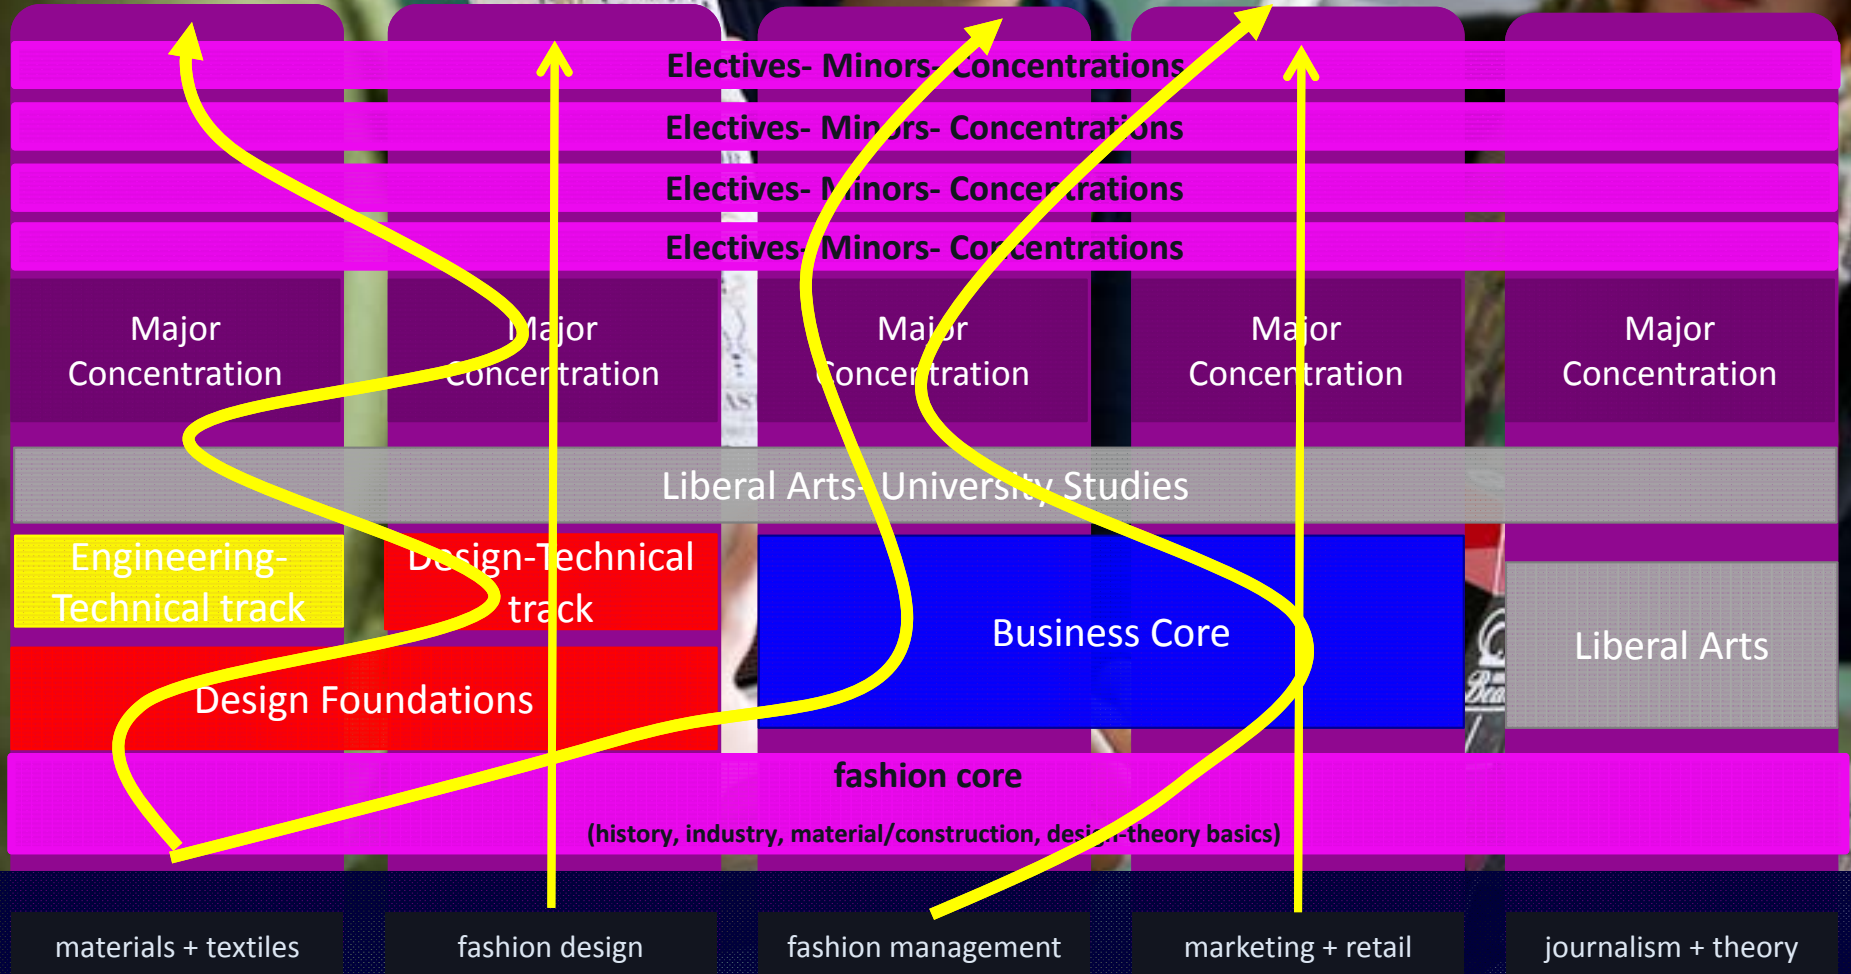 Electives- Minors- Concentrations
Electives- Minors- Concentrations
Electives- Minors- Concentrations
Electives- Minors- Concentrations
Major
Concentration
Major
Concentration
Major
Concentration
Major
Concentration
Major
Concentration
Liberal Arts- University Studies
Engineering-
Technical track
Design-Technical
track
Business Core
Liberal Arts
Design Foundations
fashion core
(history, industry, material/construction, design-theory basics)
materials + textiles
fashion design
fashion management
marketing + retail
journalism + theory